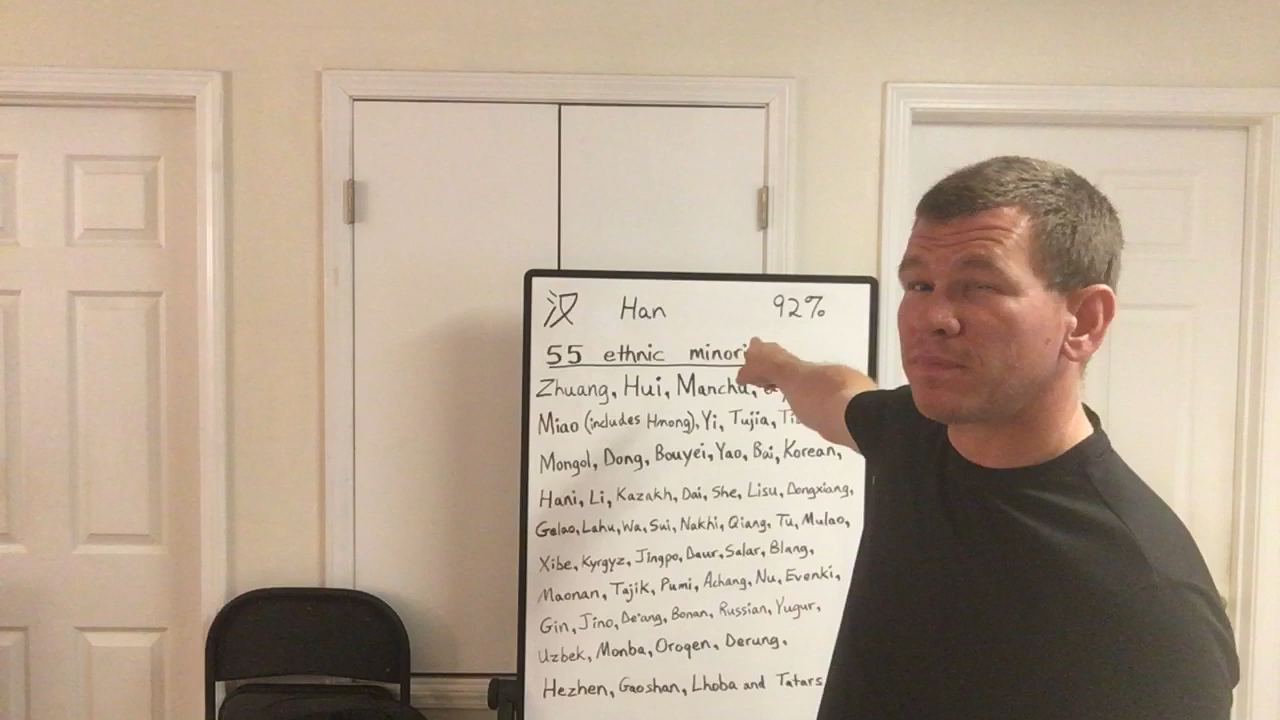 汉 Han 92%
55 ethnic
Zhuang, Hui, Manchu,
Miao (includes Hmong), Yi, Tujia,
Mongol, Dong, Bouyei, Yao, Bai, Korean,
Hani, Li, Kazakh, Dai, She, Lisu, Dongxiang,
Gelao, Lahu, Wa, Sui, Nakhi, Qiang, Tu, Mulao,
Xibe, Kyrgyz, Jingpo, Daur, Salar, Blang,
Maonan, Tajik, Pumi, Achang, Nu, Evenki,
Gin, Jino, De'ang, Bonan, Russian, Yugur,
Uzbek, Monba, Oroqen, Derung,
Hezhen, Gaoshan, Lhoba and Tatars